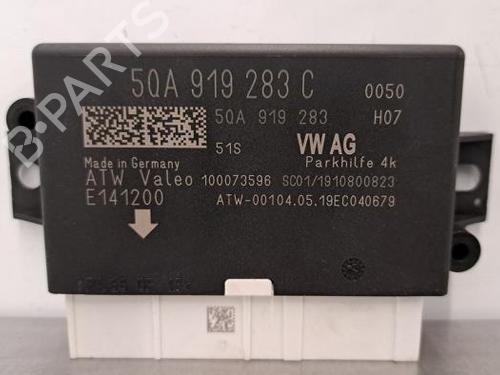 B-PARTS
5QA 919 283 C
0050
5QA 919 283
H07
51S
VW AG
Parkhilfe 4k
Made in Germany
ATW Valeo 100073596 SC01/1910800823
E141200
ATW-00104.05.19EC040679